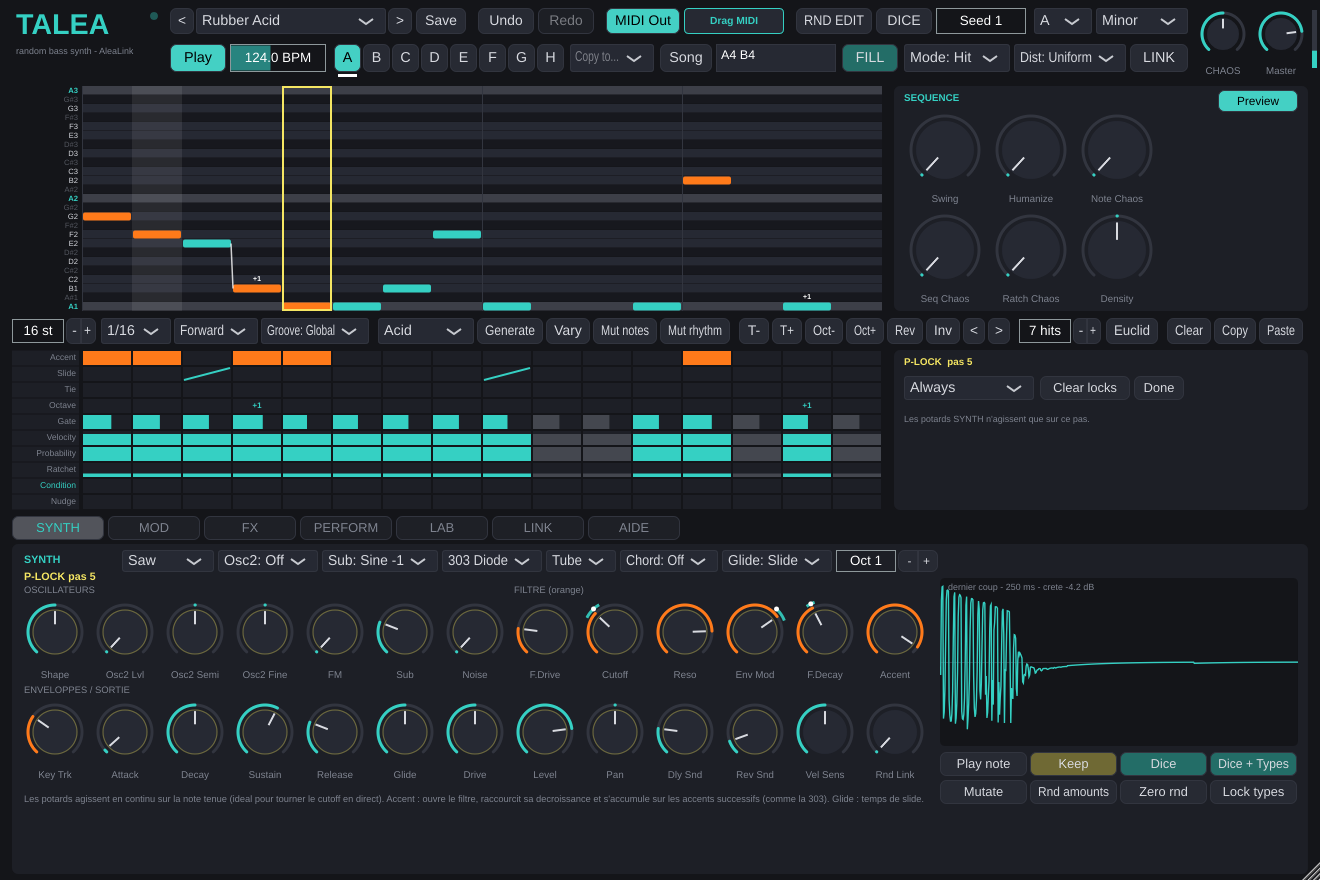 TALEA
random bass synth - AleaLink
< Rubber Acid > Save Undo Redo MIDI Out Drag MIDI RND EDIT DICE Seed 1 A Minor
Play 124.0 BPM A B C D E F G H Copy to... Song A4 B4 FILL Mode: Hit Dist: Uniform LINK
CHAOS Master
A3
G#3
G3
F#3
F3
E3
D#3
D3
C#3
C3
B2
A#2
A2
G#2
G2
F#2
F2
E2
D#2
D2
C#2
C2 +1
B1
A#1 +1
A1
SEQUENCE Preview
Swing Humanize Note Chaos
Seq Chaos Ratch Chaos Density
16 st - + 1/16 Forward Groove: Global Acid Generate Vary Mut notes Mut rhythm T- T+ Oct- Oct+ Rev Inv < > 7 hits - + Euclid Clear Copy Paste
Accent
Slide
Tie
Octave +1 +1
Gate
Velocity
Probability
Ratchet
Condition
Nudge
P-LOCK pas 5
Always Clear locks Done
Les potards SYNTH n'agissent que sur ce pas.
SYNTH MOD FX PERFORM LAB LINK AIDE
SYNTH Saw Osc2: Off Sub: Sine -1 303 Diode Tube Chord: Off Glide: Slide Oct 1 - +
P-LOCK pas 5
OSCILLATEURS FILTRE (orange)
Shape Osc2 Lvl Osc2 Semi Osc2 Fine FM Sub Noise F.Drive Cutoff Reso Env Mod F.Decay Accent
ENVELOPPES / SORTIE
Key Trk Attack Decay Sustain Release Glide Drive Level Pan Dly Snd Rev Snd Vel Sens Rnd Link
Les potards agissent en continu sur la note tenue (ideal pour tourner le cutoff en direct). Accent : ouvre le filtre, raccourcit sa decroissance et s'accumule sur les accents successifs (comme la 303). Glide : temps de slide.
dernier coup - 250 ms - crete -4.2 dB
Play note Keep Dice Dice + Types
Mutate Rnd amounts Zero rnd Lock types